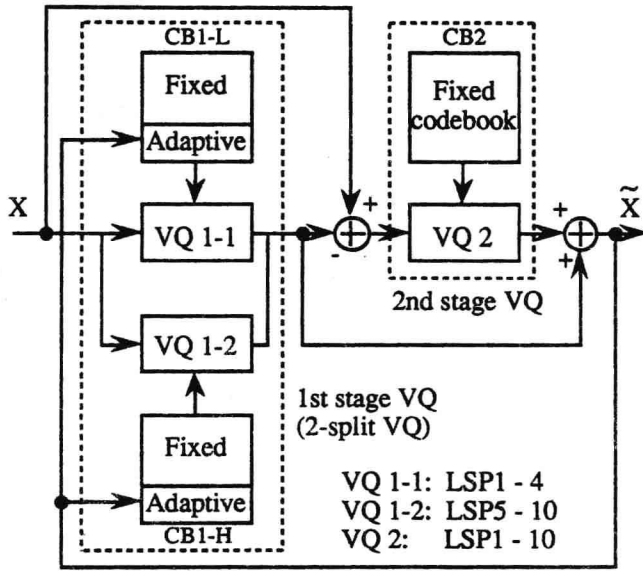 CB1-L
CB2
Fixed
Adaptive
Fixed
codebook
X
VQ 1-1
+
-
VQ 2
+
+
X̃
2nd stage VQ
VQ 1-2
1st stage VQ
(2-split VQ)
Fixed
Adaptive
CB1-H
VQ 1-1: LSP1 - 4
VQ 1-2: LSP5 - 10
VQ 2: LSP1 - 10